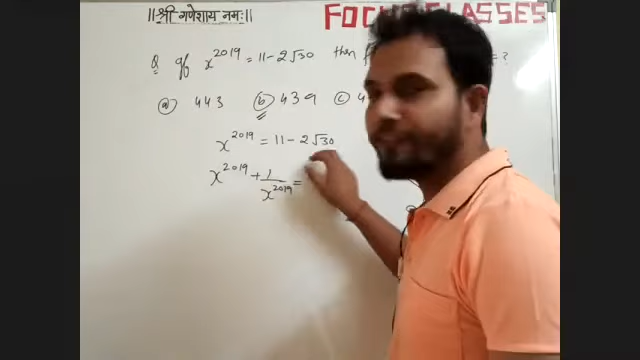 ||श्री गणेशाय नमः||
FOCUS CLASSES
Q. If x^2019 = 11 - 2√30 then = ?
(a) 443 (b) 439 (c) 4
x^2019 = 11 - 2√30
x^2019 + 1/x^2019 =